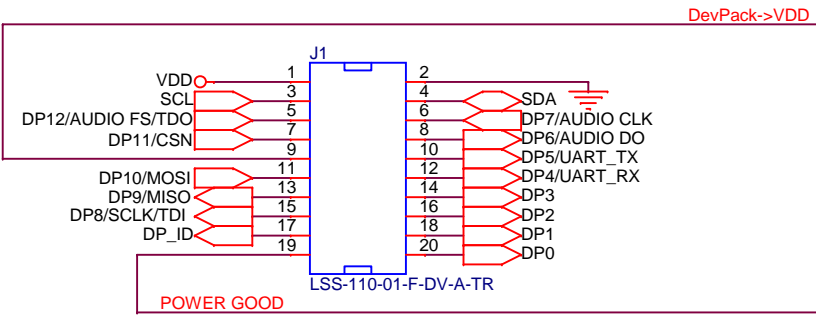 DevPack->VDD
J1
VDD 1 2
SCL 3 4 SDA
DP12/AUDIO FS/TDO 5 6 DP7/AUDIO CLK
DP11/CSN 7 8 DP6/AUDIO DO
9 10 DP5/UART_TX
DP10/MOSI 11 12 DP4/UART_RX
DP9/MISO 13 14 DP3
DP8/SCLK/TDI 15 16 DP2
DP_ID 17 18 DP1
19 20 DP0
LSS-110-01-F-DV-A-TR
POWER GOOD